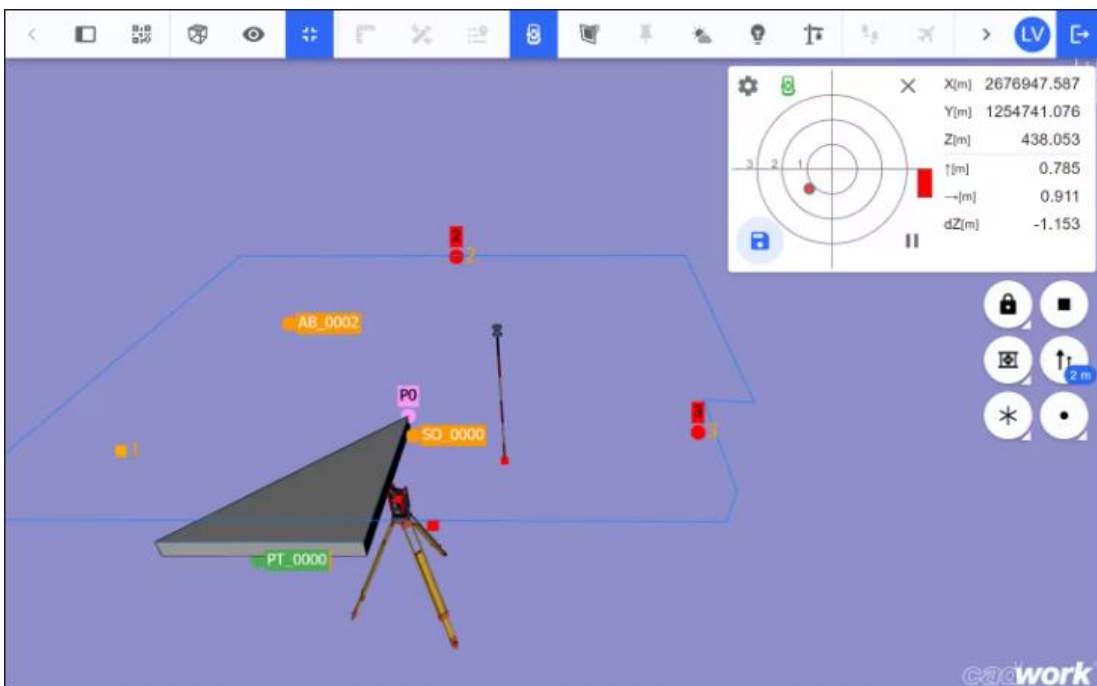 LV
X[m] 2676947.587
Y[m] 1254741.076
Z[m] 438.053
↑[m] 0.785
→[m] 0.911
dZ[m] -1.153
3 2 1
2
2
AB_0002
2 m
P0
3
3
SO_0000
1
PT_0000
cadwork